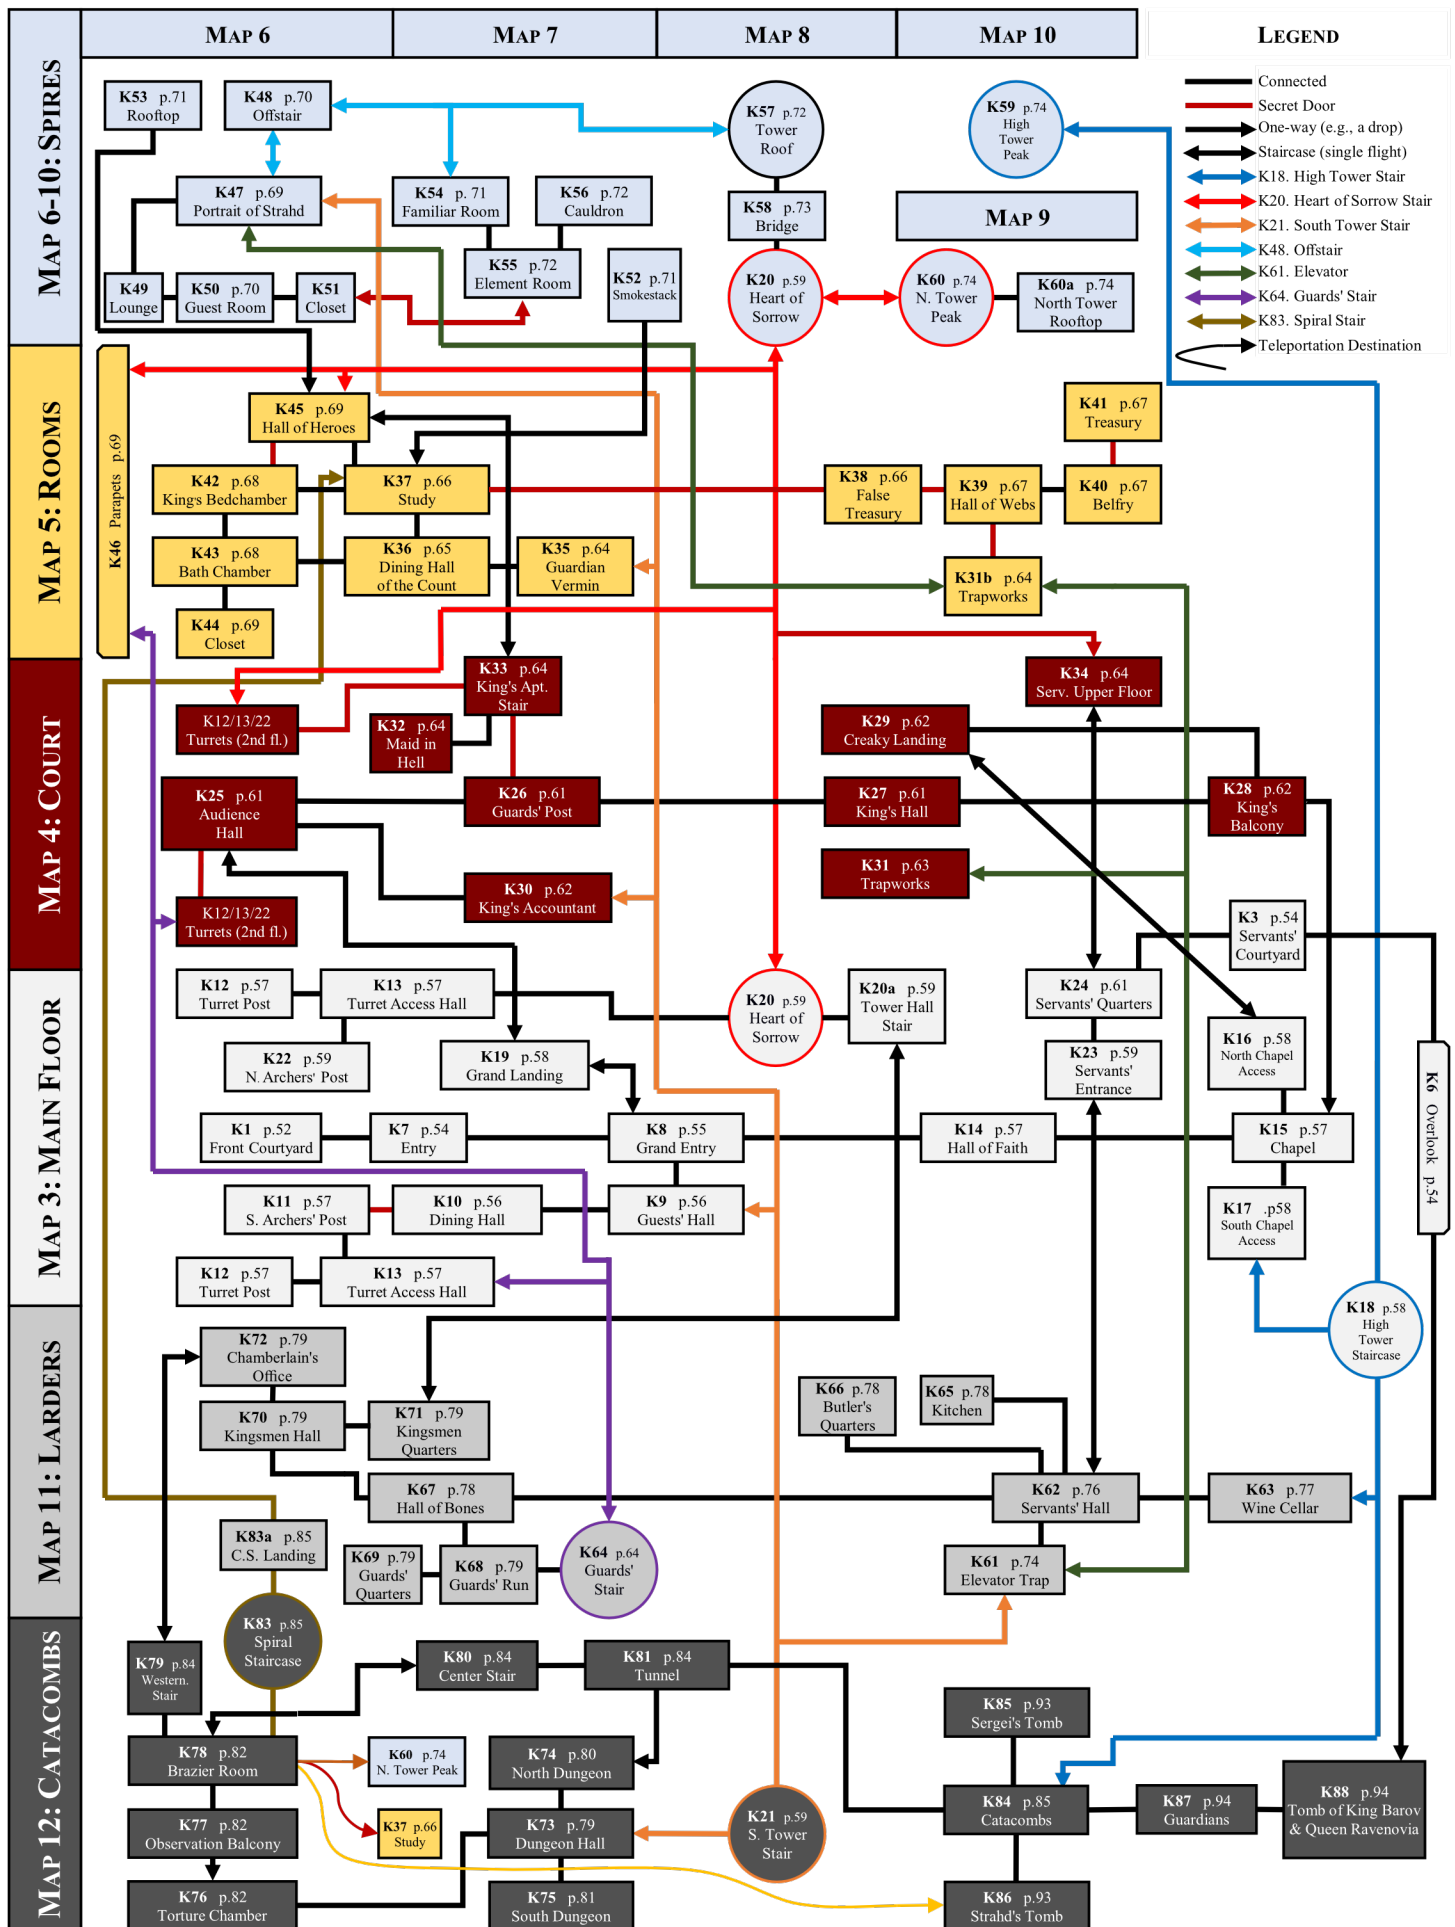 MAP 6
MAP 7
MAP 8
MAP 10
LEGEND
MAP 6-10: SPIRES
K53 p.71
Rooftop
K48 p.70
Offstair
K57 p.72
Tower
Roof
K59 p.74
High
Tower
Peak
Connected
Secret Door
One-way (e.g., a drop)
Staircase (single flight)
K18. High Tower Stair
K20. Heart of Sorrow Stair
K21. South Tower Stair
K48. Offstair
K61. Elevator
K64. Guards' Stair
K83. Spiral Stair
Teleportation Destination
K47 p.69
Portrait of Strahd
K54 p.71
Familiar Room
K56 p.72
Cauldron
K58 p.73
Bridge
MAP 9
K49
Lounge
K50 p.70
Guest Room
K51
Closet
K55 p.72
Element Room
K52 p.71
Smokestack
K20 p.59
Heart of
Sorrow
K60 p.74
N. Tower
Peak
K60a p.74
North Tower
Rooftop
MAP 5: ROOMS
K46 Parapets p.69
K45 p.69
Hall of Heroes
K41 p.67
Treasury
K42 p.68
King's Bedchamber
K37 p.66
Study
K38 p.66
False
Treasury
K39 p.67
Hall of Webs
K40 p.67
Belfry
K43 p.68
Bath Chamber
K36 p.65
Dining Hall
of the Count
K35 p.64
Guardian
Vermin
K31b p.64
Trapworks
K44 p.69
Closet
MAP 4: COURT
K12/13/22
Turrets (2nd fl.)
K33 p.64
King's Apt.
Stair
K32 p.64
Maid in
Hell
K34 p.64
Serv. Upper Floor
K29 p.62
Creaky Landing
K25 p.61
Audience
Hall
K26 p.61
Guards' Post
K27 p.61
King's Hall
K28 p.62
King's
Balcony
K30 p.62
King's Accountant
K31 p.63
Trapworks
K12/13/22
Turrets (2nd fl.)
K3 p.54
Servants'
Courtyard
MAP 3: MAIN FLOOR
K12 p.57
Turret Post
K13 p.57
Turret Access Hall
K20 p.59
Heart of
Sorrow
K20a p.59
Tower Hall
Stair
K24 p.61
Servants' Quarters
K22 p.59
N. Archers' Post
K19 p.58
Grand Landing
K23 p.59
Servants'
Entrance
K16 p.58
North Chapel
Access
K6 Overlook p.54
K1 p.52
Front Courtyard
K7 p.54
Entry
K8 p.55
Grand Entry
K14 p.57
Hall of Faith
K15 p.57
Chapel
K11 p.57
S. Archers' Post
K10 p.56
Dining Hall
K9 p.56
Guests' Hall
K17 .p58
South Chapel
Access
K12 p.57
Turret Post
K13 p.57
Turret Access Hall
K18 p.58
High
Tower
Staircase
MAP 11: LARDERS
K72 p.79
Chamberlain's
Office
K70 p.79
Kingsmen Hall
K71 p.79
Kingsmen
Quarters
K66 p.78
Butler's
Quarters
K65 p.78
Kitchen
K67 p.78
Hall of Bones
K62 p.76
Servants' Hall
K63 p.77
Wine Cellar
K83a p.85
C.S. Landing
K69 p.79
Guards'
Quarters
K68 p.79
Guards' Run
K64 p.64
Guards'
Stair
K61 p.74
Elevator Trap
MAP 12: CATACOMBS
K83 p.85
Spiral
Staircase
K79 p.84
Western.
Stair
K80 p.84
Center Stair
K81 p.84
Tunnel
K85 p.93
Sergei's Tomb
K78 p.82
Brazier Room
K60 p.74
N. Tower Peak
K74 p.80
North Dungeon
K77 p.82
Observation Balcony
K37 p.66
Study
K73 p.79
Dungeon Hall
K21 p.59
S. Tower
Stair
K84 p.85
Catacombs
K87 p.94
Guardians
K88 p.94
Tomb of King Barov
& Queen Ravenovia
K76 p.82
Torture Chamber
K75 p.81
South Dungeon
K86 p.93
Strahd's Tomb